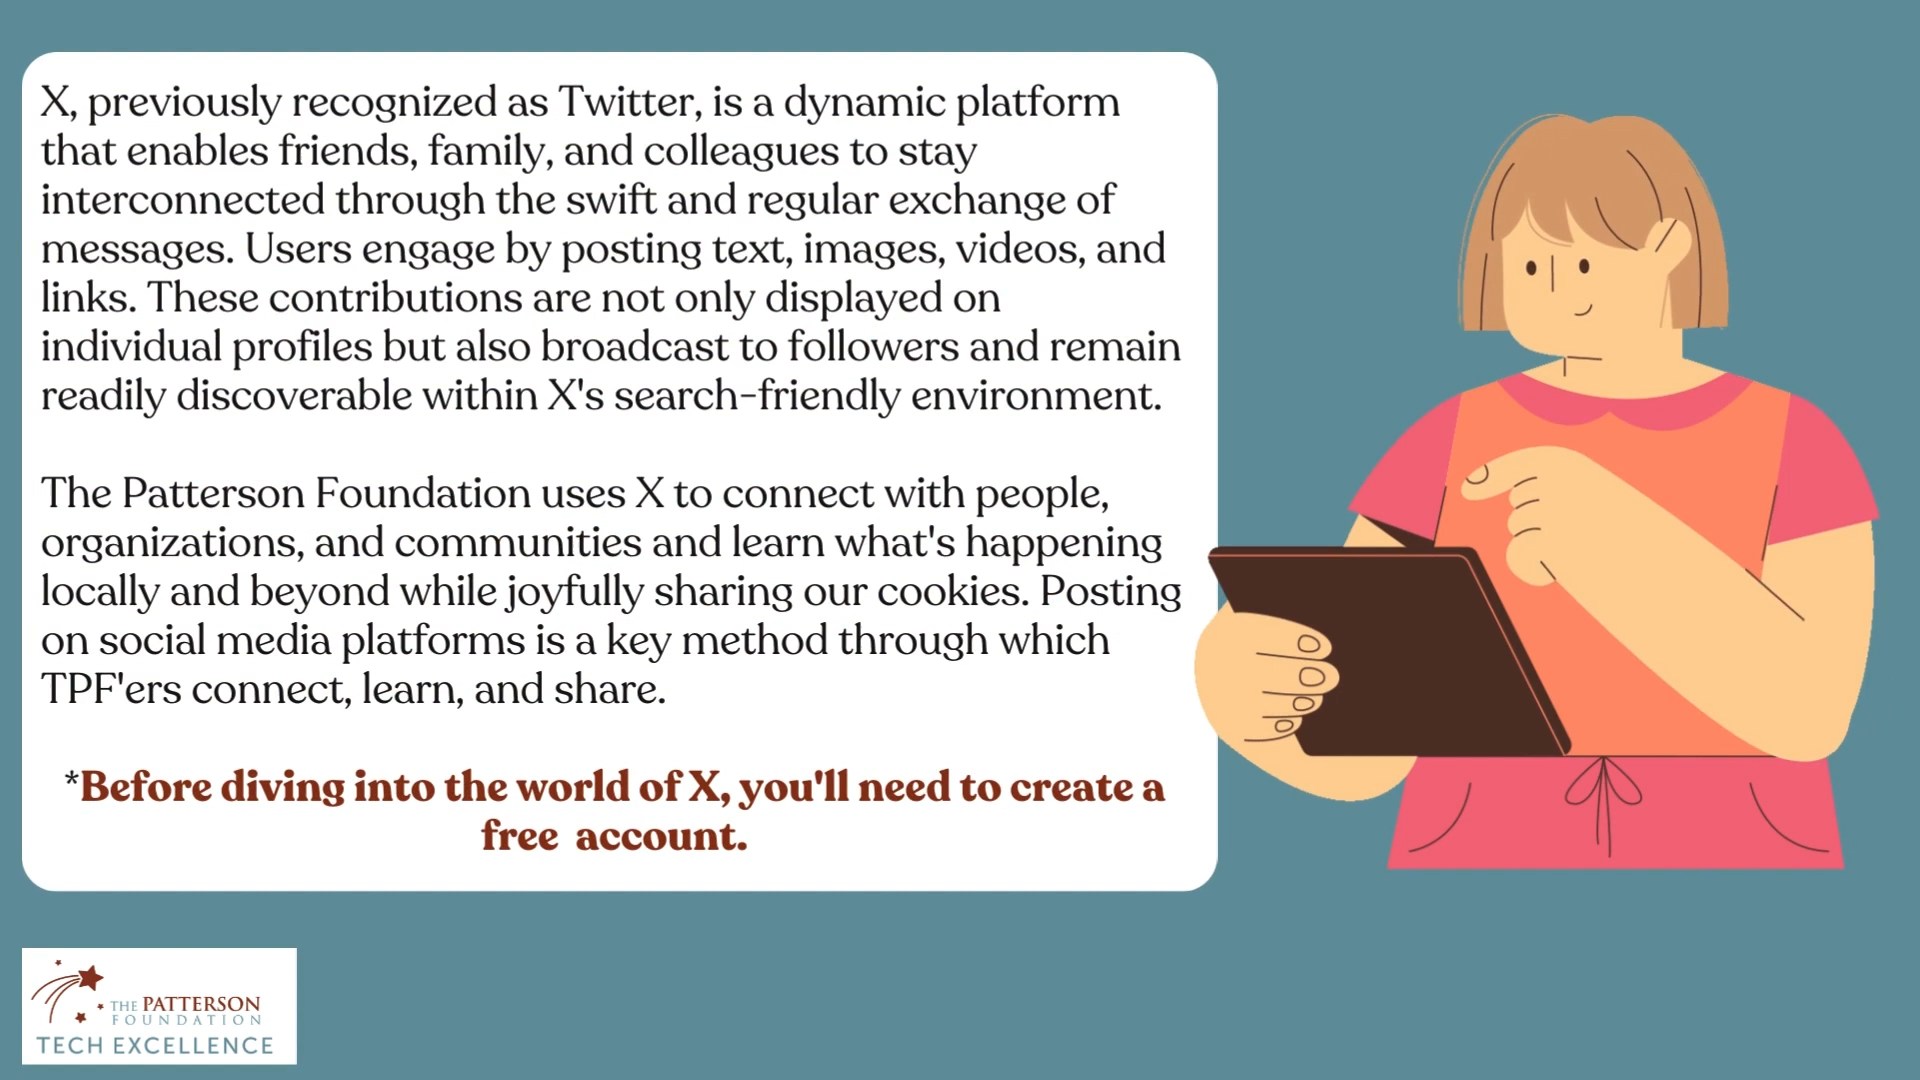 X, previously recognized as Twitter, is a dynamic platform
that enables friends, family, and colleagues to stay
interconnected through the swift and regular exchange of
messages. Users engage by posting text, images, videos, and
links. These contributions are not only displayed on
individual profiles but also broadcast to followers and remain
readily discoverable within X's search-friendly environment.
The Patterson Foundation uses X to connect with people,
organizations, and communities and learn what's happening
locally and beyond while joyfully sharing our cookies. Posting
on social media platforms is a key method through which
TPF'ers connect, learn, and share.
*Before diving into the world of X, you'll need to create a
free account.
THE PATTERSON
FOUNDATION
TECH EXCELLENCE